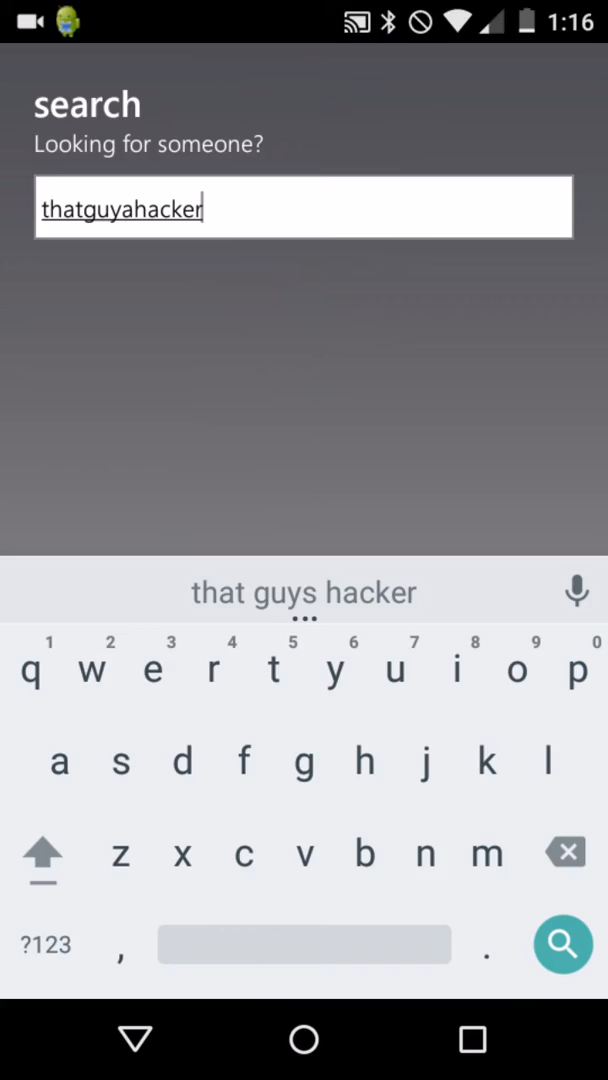 1:16
search
Looking for someone?
thatguyahacker
that guys hacker
1 2 3 4 5 6 7 8 9 0
q w e r t y u i o p
a s d f g h j k l
z x c v b n m
?123 , .